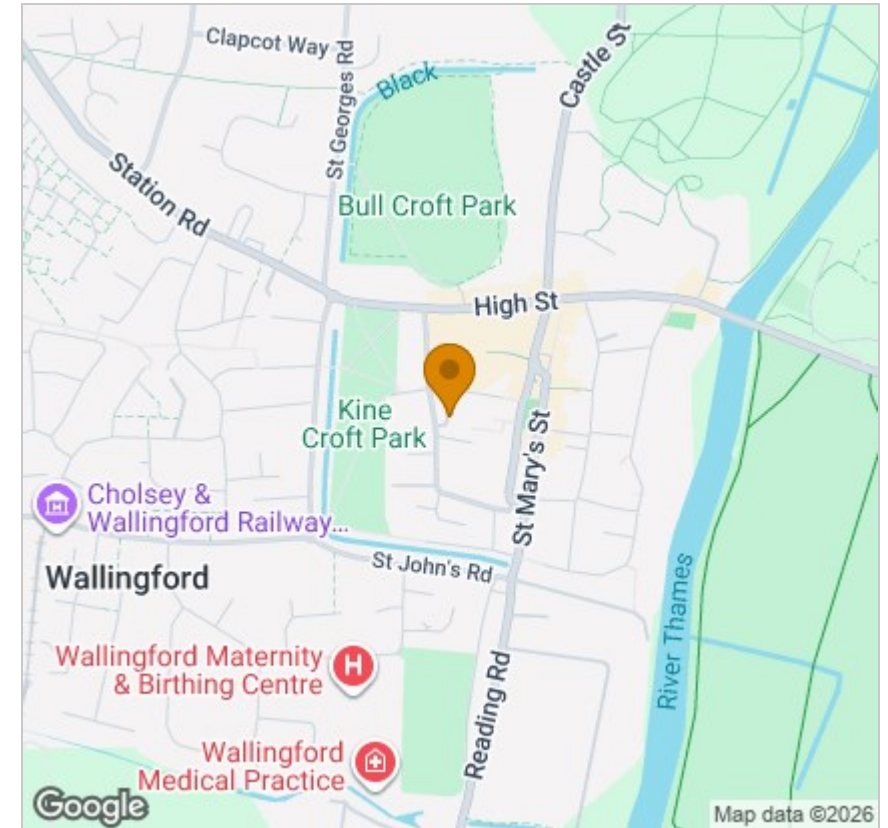 Clapcot Way
St Georges Rd
Black
Castle St
Station Rd
Bull Croft Park
High St
Kine
Croft Park
St Mary's St
Cholsey &
Wallingford Railway...
Wallingford
St John's Rd
River Thames
Wallingford Maternity
& Birthing Centre
H
Reading Rd
Wallingford
Medical Practice
Google
Map data ©2026